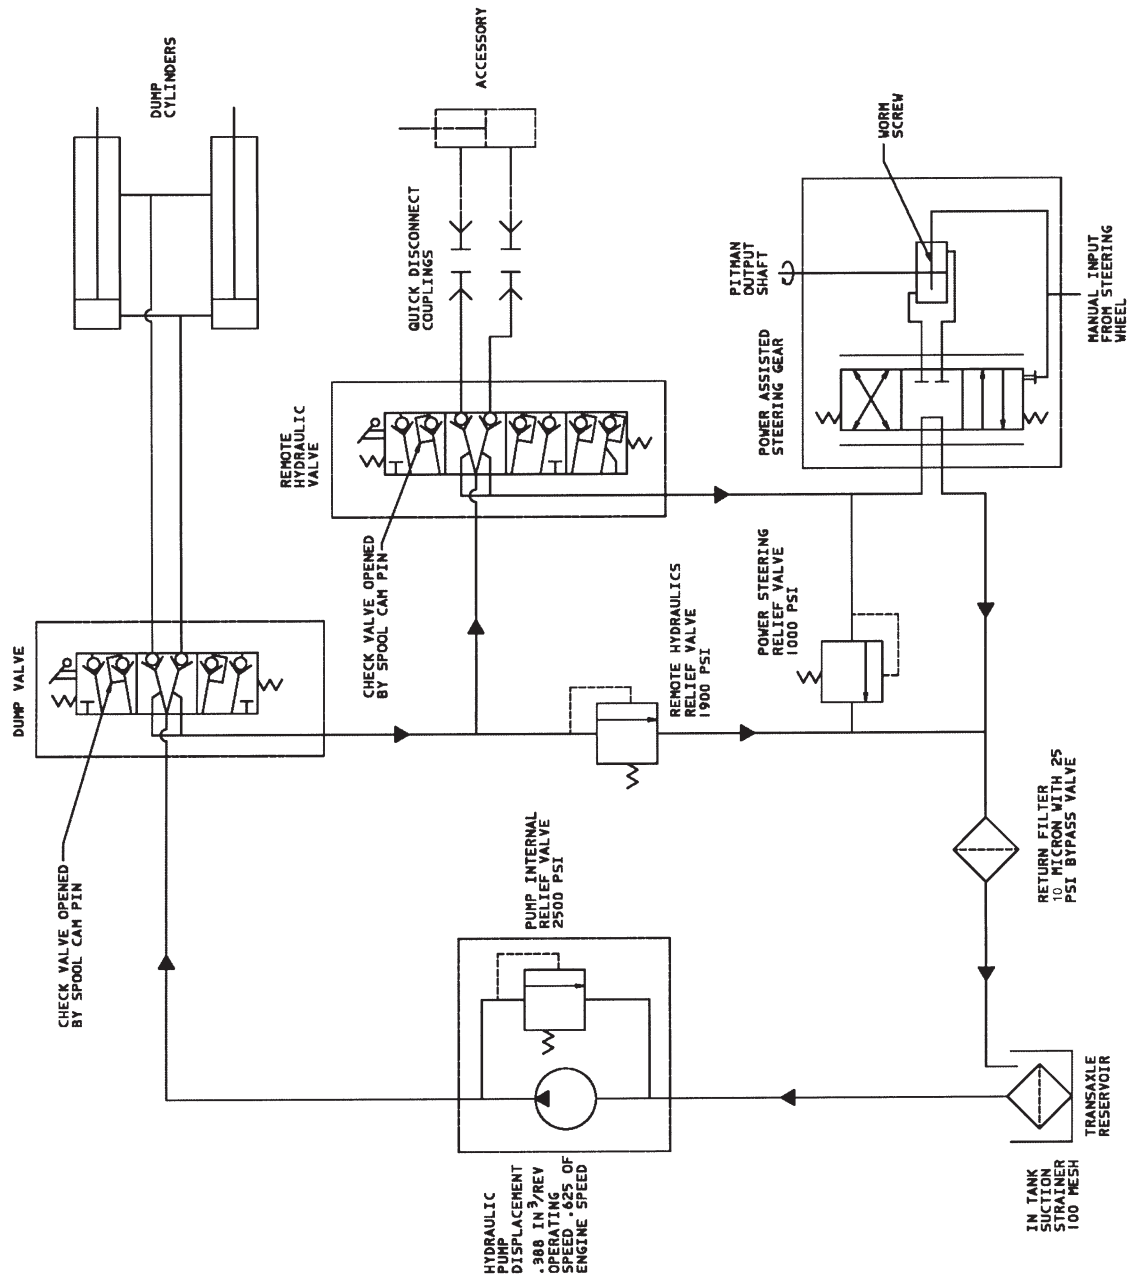 DUMP
CYLINDERS
ACCESSORY
WORM
SCREW
QUICK DISCONNECT
COUPLINGS
PITMAN
OUTPUT
SHAFT
MANUAL INPUT
FROM STEERING
WHEEL
POWER ASSISTED
STEERING GEAR
REMOTE
HYDRAULIC
VALVE
DUMP VALVE
CHECK VALVE OPENED
BY SPOOL CAM PIN
REMOTE HYDRAULICS
RELIEF VALVE
1900 PSI
POWER STEERING
RELIEF VALVE
1000 PSI
CHECK VALVE OPENED
BY SPOOL CAM PIN
PUMP INTERNAL
RELIEF VALVE
2500 PSI
RETURN FILTER
10 MICRON WITH 25
PSI BYPASS VALVE
HYDRAULIC
PUMP
DISPLACEMENT
.988 IN³/REV
OPERATING
SPEED .625 OF
ENGINE SPEED
TRANSAXLE
RESERVOIR
IN TANK
SUCTION
STRAINER
100 MESH